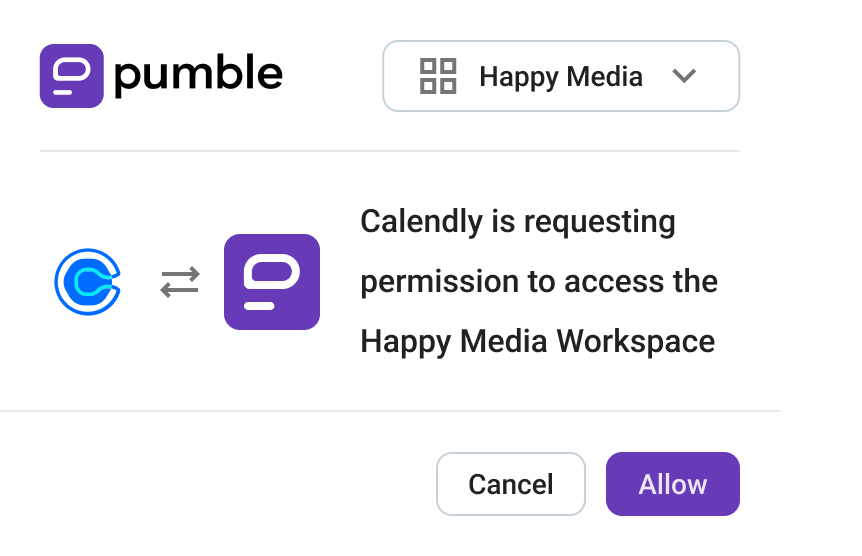 pumble
Happy Media
Calendly is requesting
permission to access the
Happy Media Workspace
Cancel
Allow